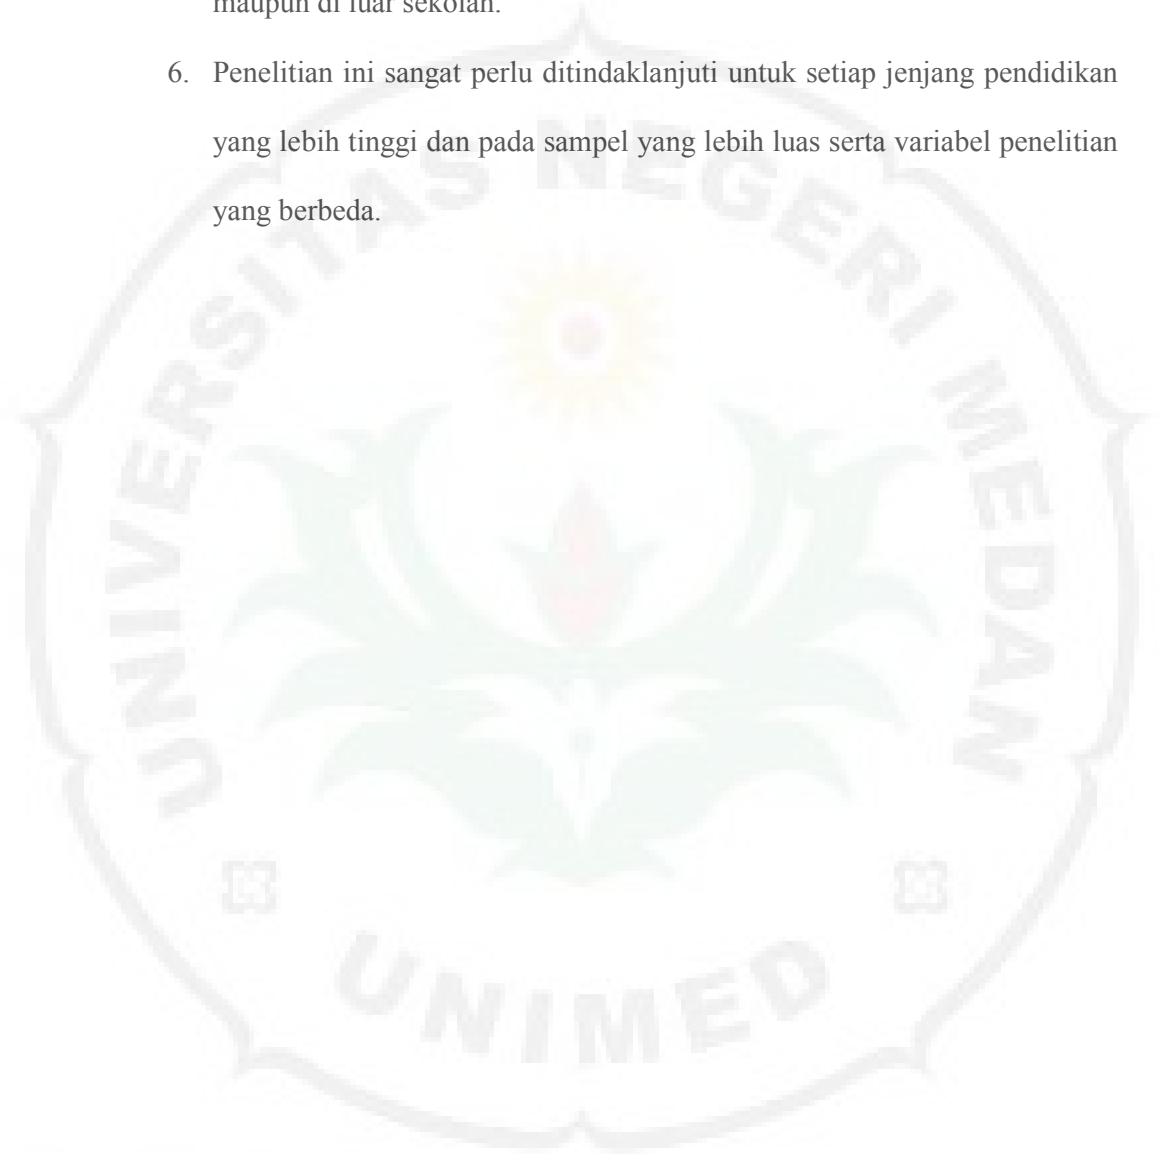 maupun di luar sekolah.
6. Penelitian ini sangat perlu ditindaklanjuti untuk setiap jenjang pendidikan
yang lebih tinggi dan pada sampel yang lebih luas serta variabel penelitian
yang berbeda.
UNIVERSITAS NEGERI MEDAN
UNIMED